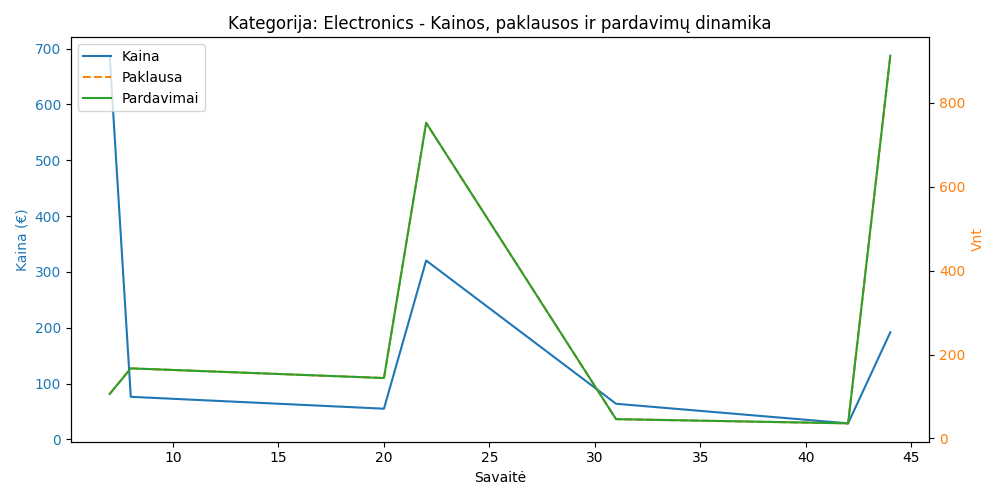 Kategorija: Electronics - Kainos, paklausos ir pardavimų dinamika
Kaina
Paklausa
Pardavimai
Kaina (€)
700
600
500
400
300
200
100
0
800
600
400
200
0
Vnt
10 15 20 25 30 35 40 45
Savaitė